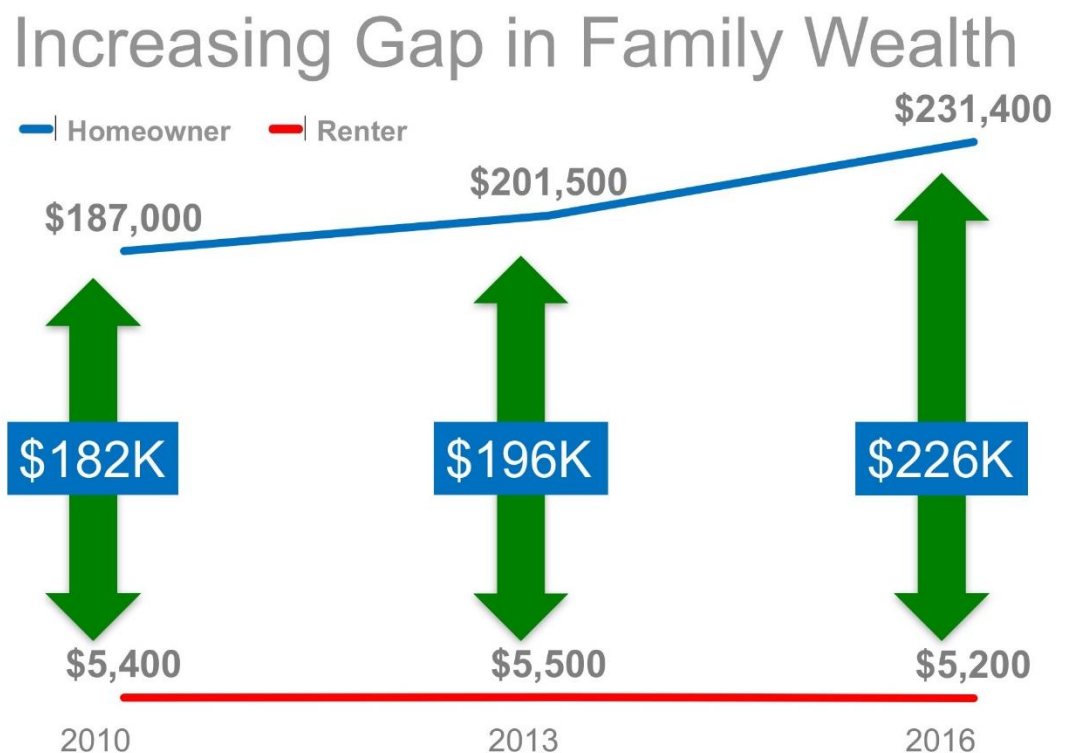 Increasing Gap in Family Wealth
Homeowner Renter
$231,400
$201,500
$187,000
$182K $196K $226K
$5,400 $5,500 $5,200
2010 2013 2016